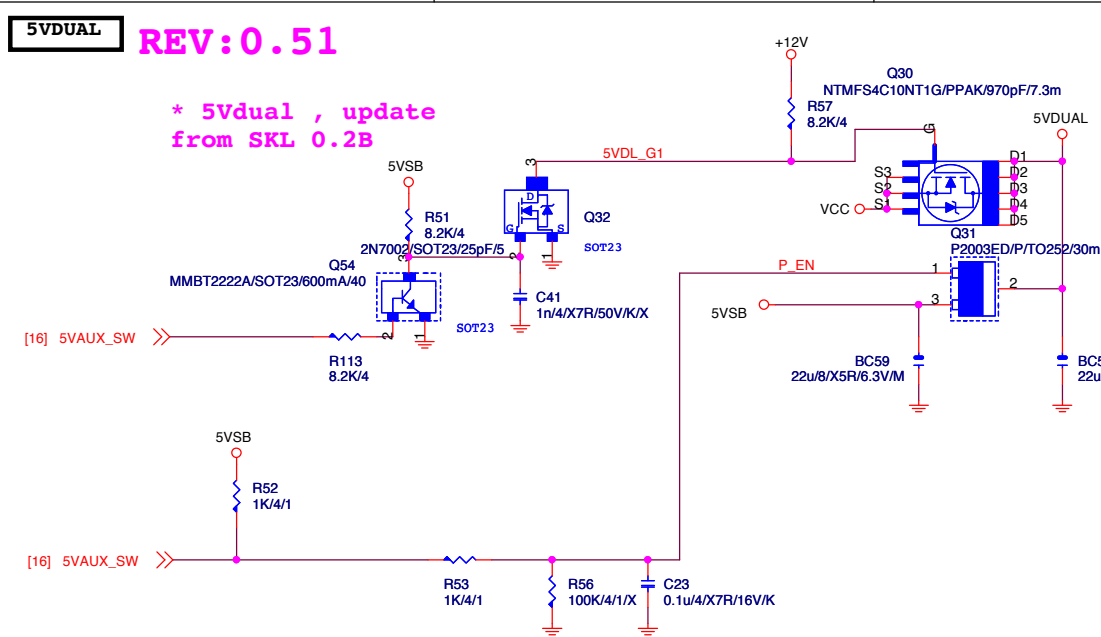 5VDUAL
REV:0.51
* 5Vdual , update
from SKL 0.2B
+12V
R57
8.2K/4
Q30
NTMFS4C10NT1G/PPAK/970pF/7.3m
5VDUAL
G
5VDL_G1
3
D1
D2
D3
D4
D5
S3
S2
S1
VCC
5VSB
R51
8.2K/4
2N7002/SOT23/25pF/5
D
G
S
Q32
SOT23
2
1
3
Q54
MMBT2222A/SOT23/600mA/40
SOT23
2
1
C41
1n/4/X7R/50V/K/X
Q31
P2003ED/P/TO252/30m
P_EN
1
2
3
5VSB
[16] 5VAUX_SW
R113
8.2K/4
BC59
22u/8/X5R/6.3V/M
BC5
22u
5VSB
R52
1K/4/1
[16] 5VAUX_SW
R53
1K/4/1
R56
100K/4/1/X
C23
0.1u/4/X7R/16V/K